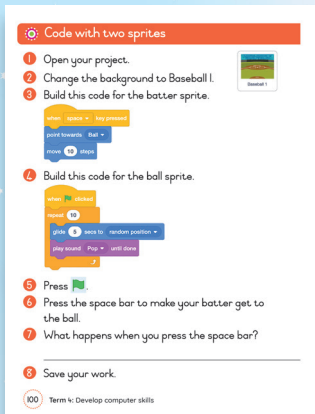 Code with two sprites
1 Open your project.
2 Change the background to Baseball 1.
Baseball 1
3 Build this code for the batter sprite.
when space key pressed
point towards Ball
move 10 steps
4 Build this code for the ball sprite.
when clicked
repeat 10
glide 5 secs to random position
play sound Pop until done
5 Press .
6 Press the space bar to make your batter get to
the ball.
7 What happens when you press the space bar?
8 Save your work.
100 Term 4: Develop computer skills